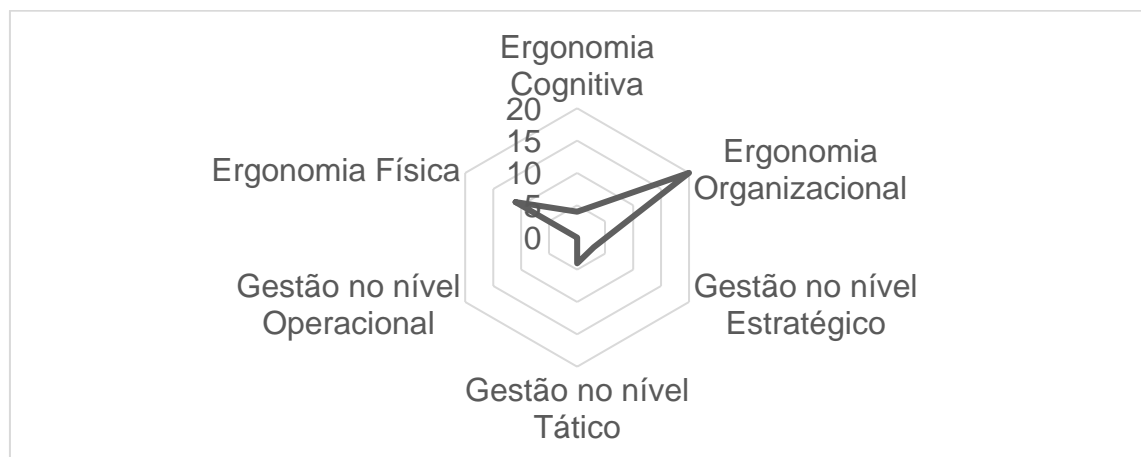 Ergonomia
Cognitiva
20
15
10
5
0
Ergonomia
Organizacional
Gestão no nível
Estratégico
Gestão no nível
Tático
Gestão no nível
Operacional
Ergonomia Física